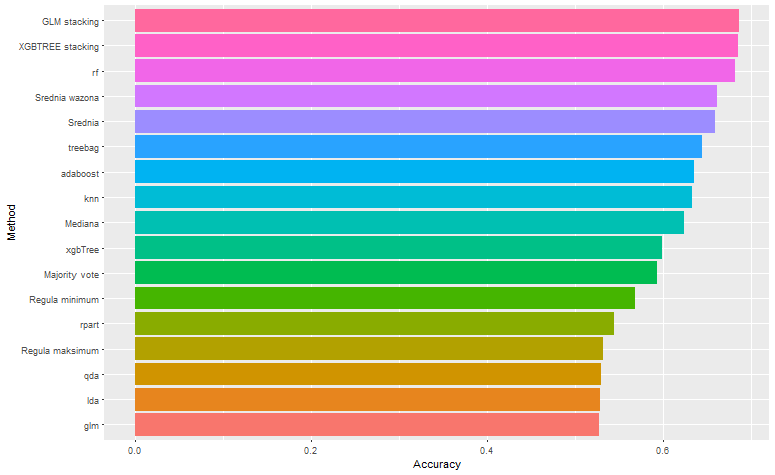 GLM stacking
XGBTREE stacking
rf
Srednia wazona
Srednia
treebag
adaboost
knn
Mediana
xgbTree
Majority vote
Regula minimum
rpart
Regula maksimum
qda
lda
glm
Method
0.0 0.2 0.4 0.6
Accuracy